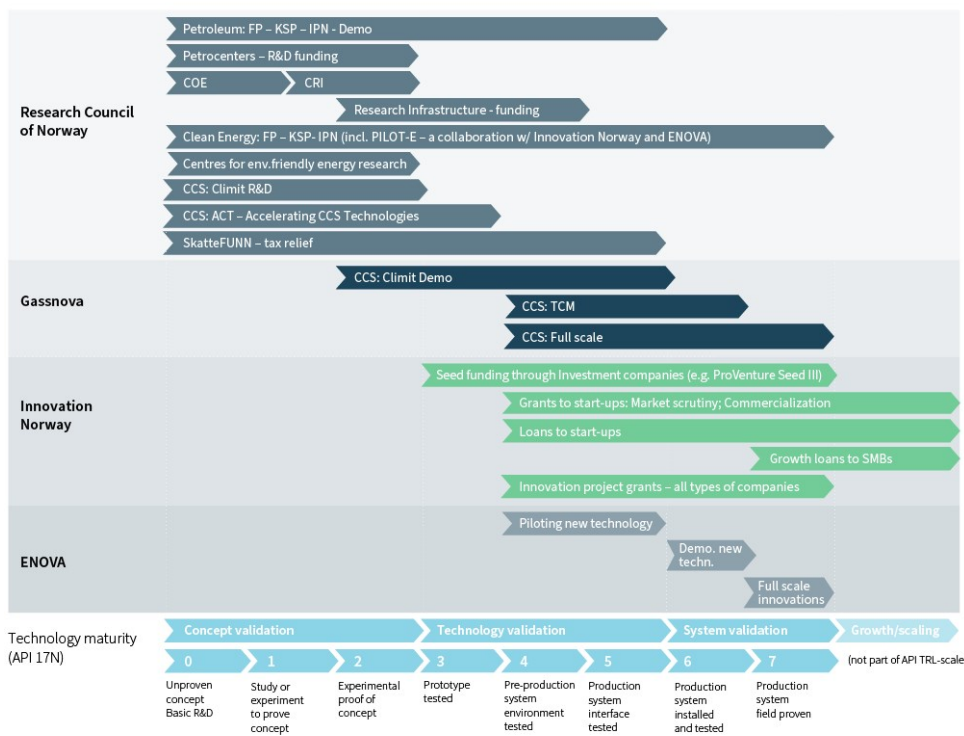 Petroleum: FP – KSP – IPN - Demo
Petrocenters – R&D funding
COE
CRI
Research Council
of Norway
Research Infrastructure - funding
Clean Energy: FP – KSP- IPN (incl. PILOT-E – a collaboration w/ Innovation Norway and ENOVA)
Centres for env.friendly energy research
CCS: Climit R&D
CCS: ACT – Accelerating CCS Technologies
SkatteFUNN – tax relief
Gassnova
CCS: Climit Demo
CCS: TCM
CCS: Full scale
Innovation
Norway
Seed funding through Investment companies (e.g. ProVenture Seed III)
Grants to start-ups: Market scrutiny; Commercialization
Loans to start-ups
Growth loans to SMBs
Innovation project grants – all types of companies
ENOVA
Piloting new technology
Demo. new
techn.
Full scale
innovations
Technology maturity
(API 17N)
Concept validation
Technology validation
System validation
Growth/scaling
0
1
2
3
4
5
6
7
(not part of API TRL-scale
Unproven
concept
Basic R&D
Study or
experiment
to prove
concept
Experimental
proof of
concept
Prototype
tested
Pre-production
system
environment
tested
Production
system
interface
tested
Production
system
installed
and tested
Production
system
field proven